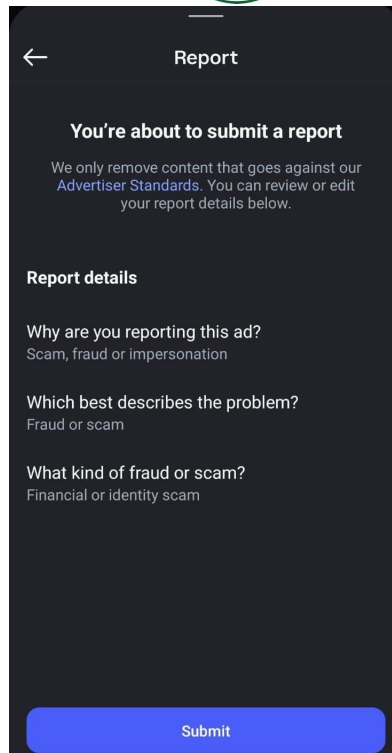 Report
You’re about to submit a report
We only remove content that goes against our
Advertiser Standards. You can review or edit
your report details below.
Report details
Why are you reporting this ad?
Scam, fraud or impersonation
Which best describes the problem?
Fraud or scam
What kind of fraud or scam?
Financial or identity scam
Submit